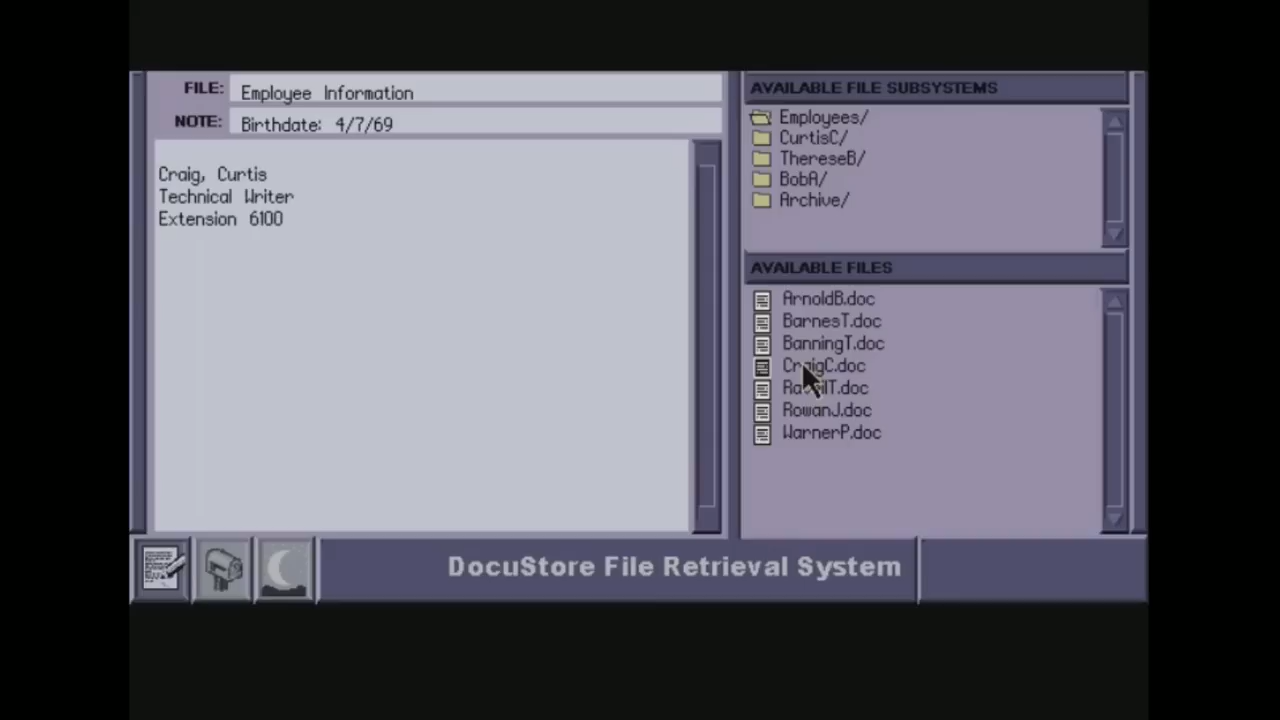 FILE: Employee Information
NOTE: Birthdate: 4/7/69
Craig, Curtis
Technical Writer
Extension 6100
AVAILABLE FILE SUBSYSTEMS
Employees/
CurtisC/
ThereseB/
BobA/
Archive/
AVAILABLE FILES
ArnoldB.doc
BarnesT.doc
BanningT.doc
CraigC.doc
RowanJ.doc
WarnerP.doc
DocuStore File Retrieval System